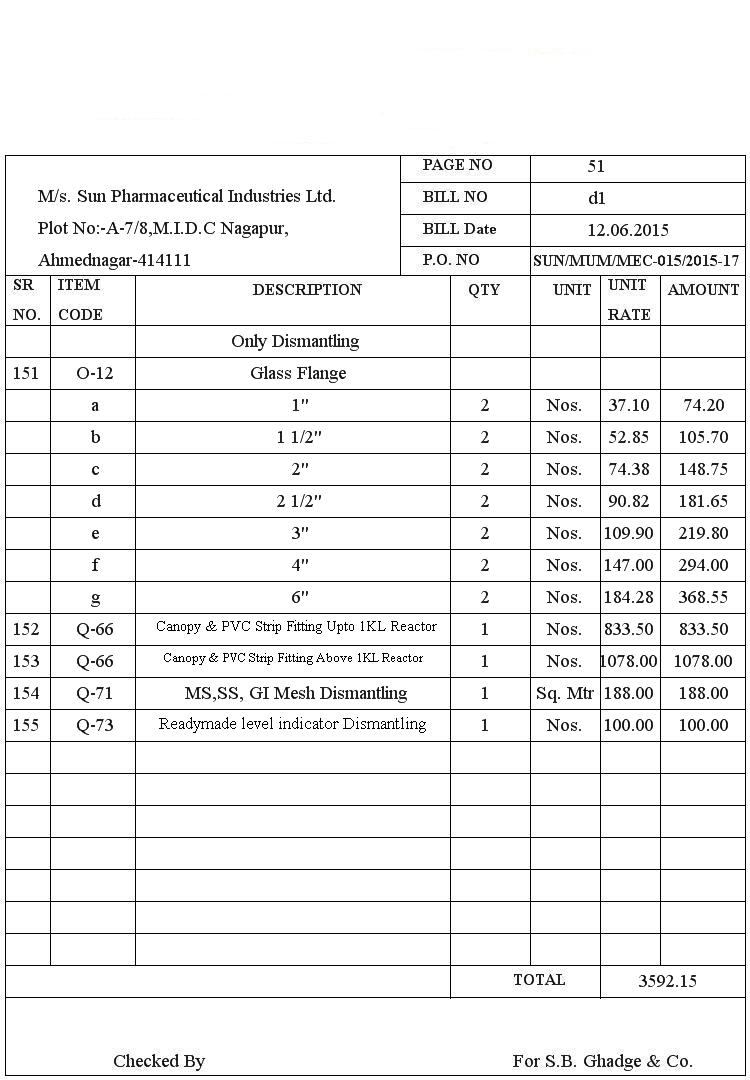 PAGE NO 51
M/s. Sun Pharmaceutical Industries Ltd. BILL NO d1
Plot No:-A-7/8,M.I.D.C Nagapur, BILL Date 12.06.2015
Ahmednagar-414111 P.O. NO SUN/MUM/MEC-015/2015-17
SR NO. ITEM CODE DESCRIPTION QTY UNIT UNIT RATE AMOUNT
Only Dismantling
151 O-12 Glass Flange
a 1" 2 Nos. 37.10 74.20
b 1 1/2" 2 Nos. 52.85 105.70
c 2" 2 Nos. 74.38 148.75
d 2 1/2" 2 Nos. 90.82 181.65
e 3" 2 Nos. 109.90 219.80
f 4" 2 Nos. 147.00 294.00
g 6" 2 Nos. 184.28 368.55
152 Q-66 Canopy & PVC Strip Fitting Upto 1KL Reactor 1 Nos. 833.50 833.50
153 Q-66 Canopy & PVC Strip Fitting Above 1KL Reactor 1 Nos. 1078.00 1078.00
154 Q-71 MS,SS, GI Mesh Dismantling 1 Sq. Mtr 188.00 188.00
155 Q-73 Readymade level indicator Dismantling 1 Nos. 100.00 100.00
TOTAL 3592.15
Checked By For S.B. Ghadge & Co.